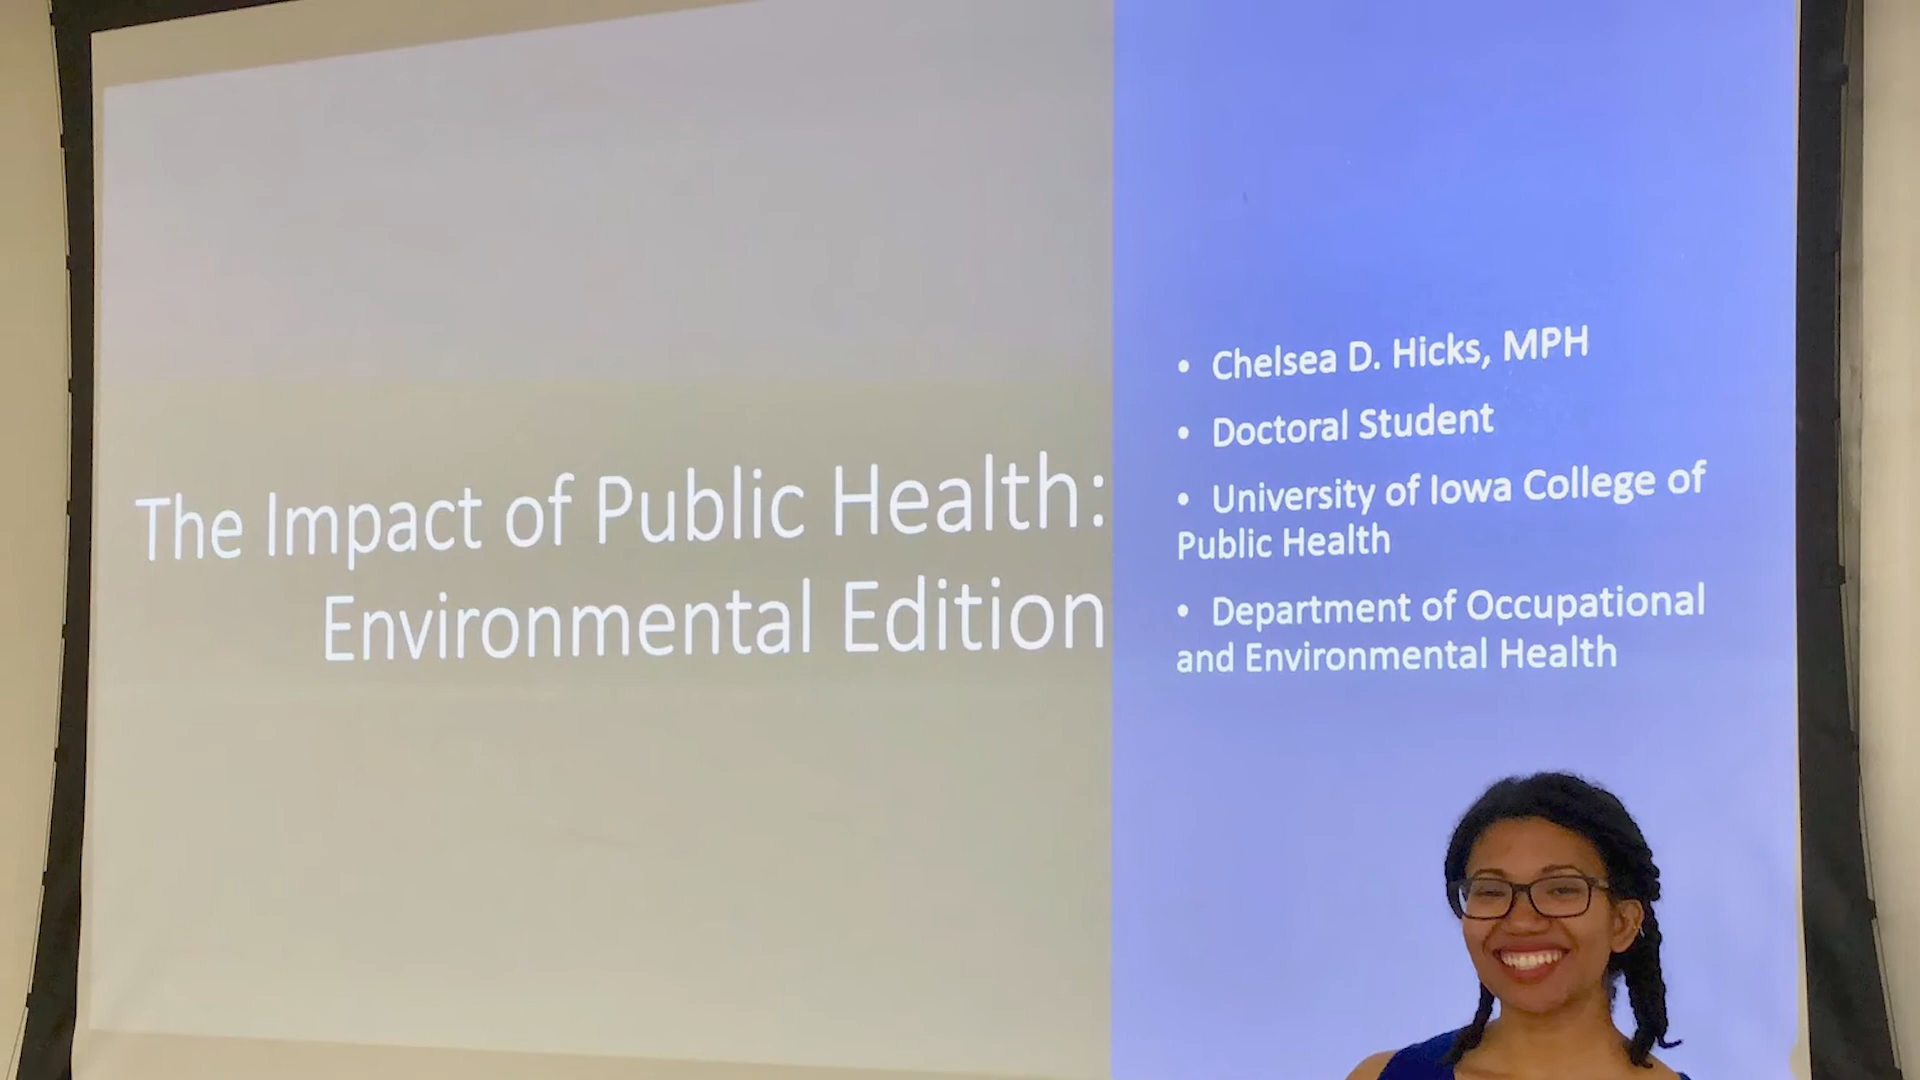 The Impact of Public Health:
Environmental Edition
• Chelsea D. Hicks, MPH
• Doctoral Student
• University of Iowa College of
Public Health
• Department of Occupational
and Environmental Health